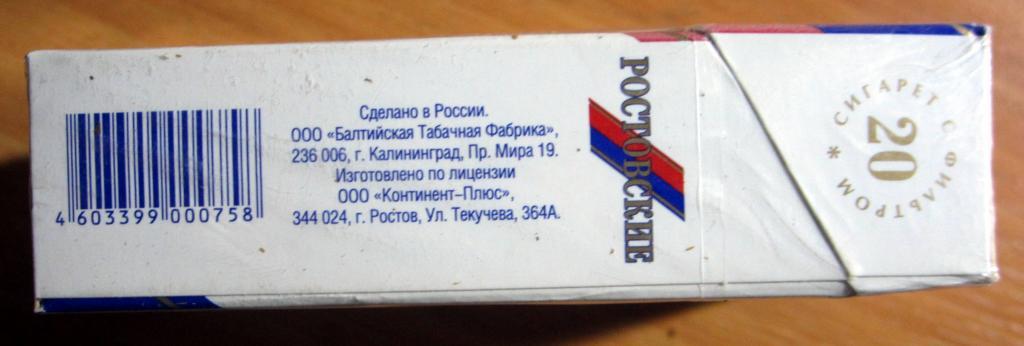 4 603399 000758
Сделано в России.
ООО «Балтийская Табачная Фабрика»,
236 006, г. Калининград, Пр. Мира 19.
Изготовлено по лицензии
ООО «Континент-Плюс»,
344 024, г. Ростов, Ул. Текучева, 364А.
РОСТОВСКИЕ
20
СИГАРЕТ С ФИЛЬТРОМ *